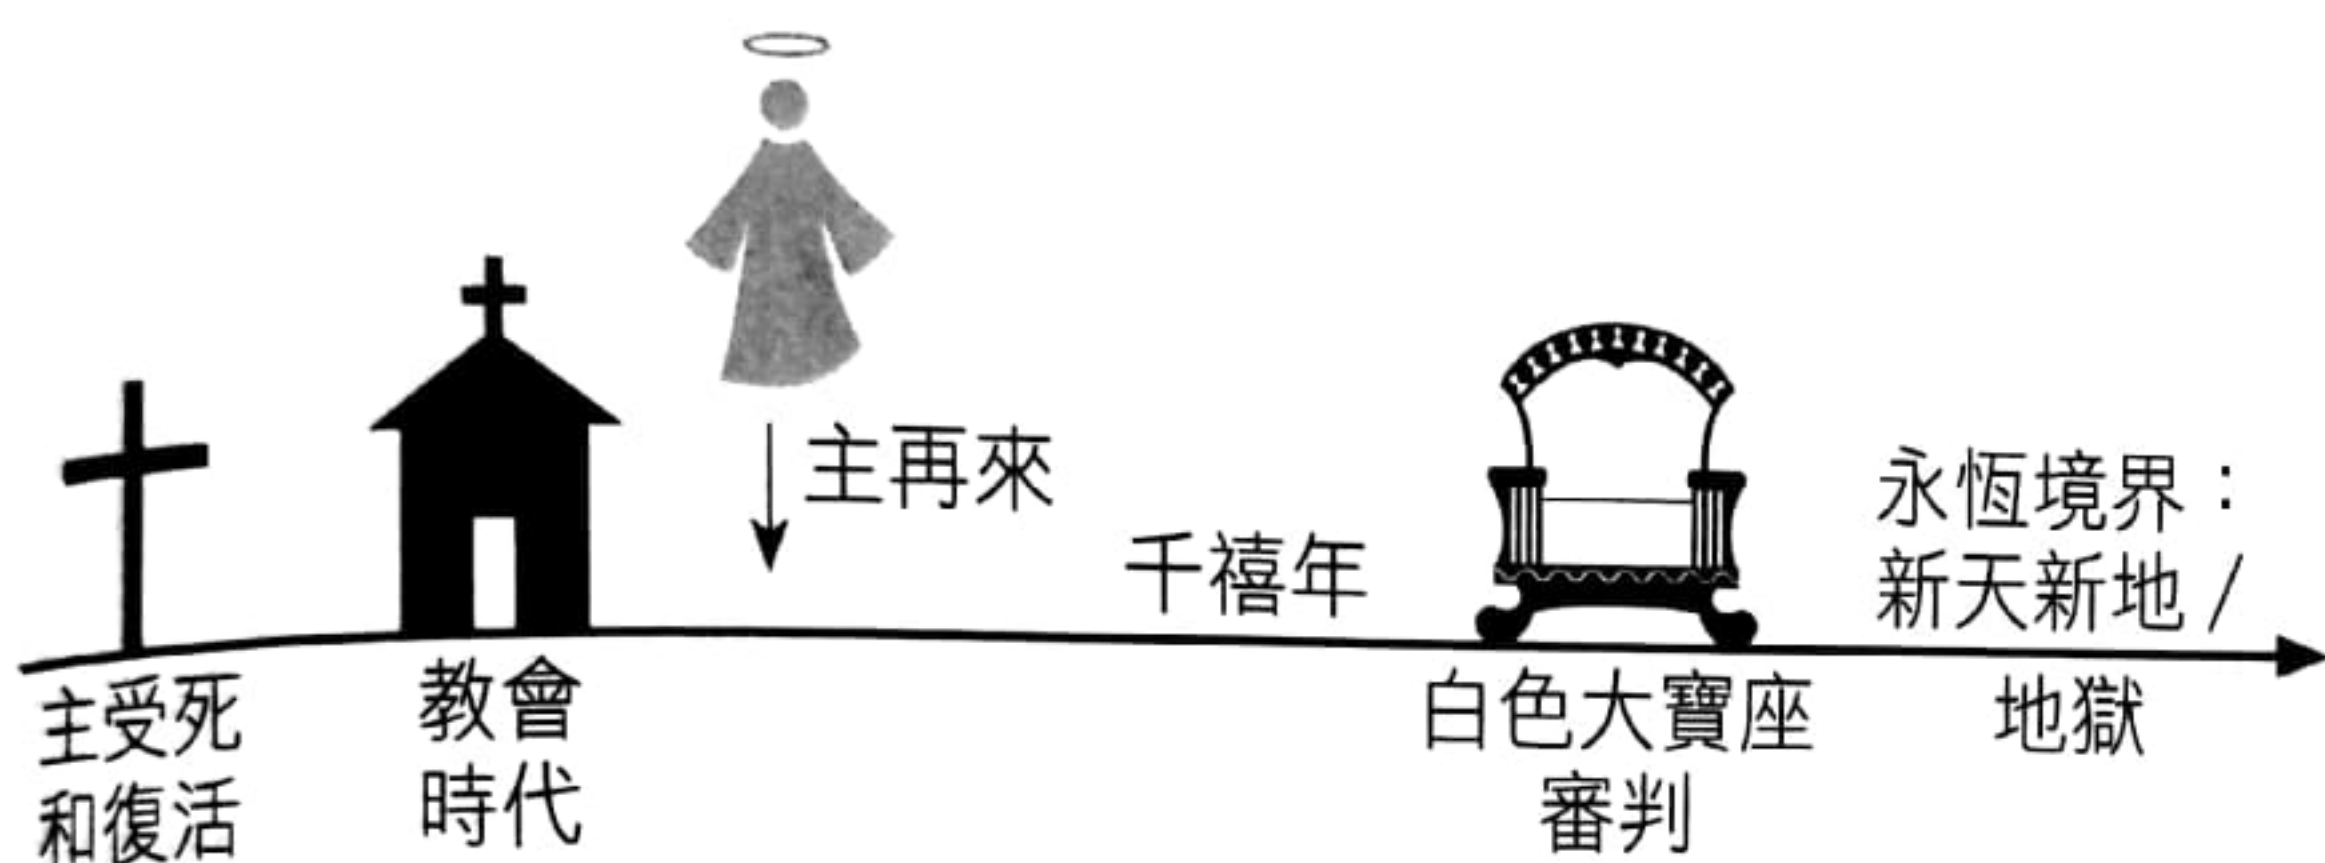 主受死
和復活
教會
時代
主再來
千禧年
白色大寶座
審判
永恆境界：
新天新地/
地獄